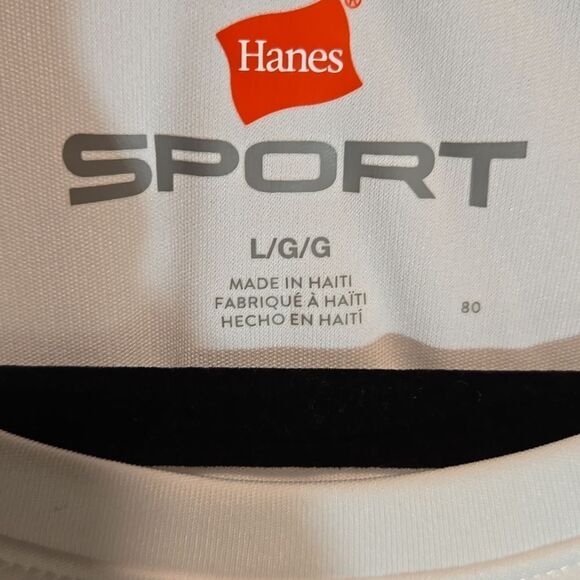 ®
Hanes
SPORT
L/G/G
MADE IN HAITI
FABRIQUÉ À HAÏTI
HECHO EN HAITÍ
80